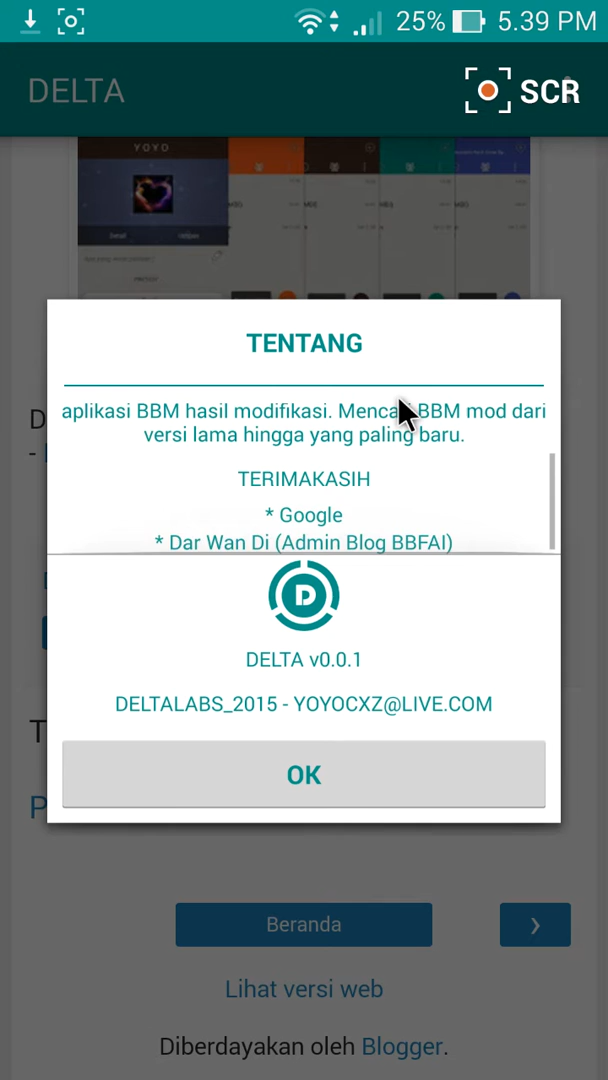 25% 5.39 PM
DELTA
SCR
YOYO
TENTANG
aplikasi BBM hasil modifikasi. Mencari BBM mod dari
versi lama hingga yang paling baru.
TERIMAKASIH
* Google
* Dar Wan Di (Admin Blog BBFAI)
D
-
D
DELTA v0.0.1
DELTALABS_2015 - YOYOCXZ@LIVE.COM
T
OK
P
Beranda
›
Lihat versi web
Diberdayakan oleh Blogger.